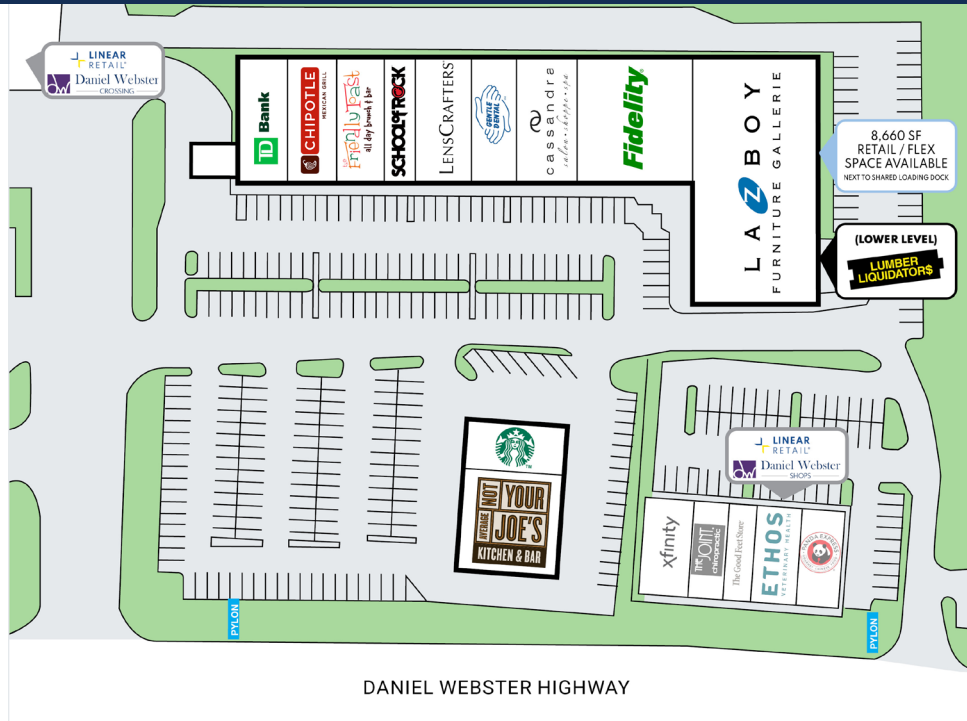 LINEAR
RETAIL
Daniel Webster
CROSSING
TD Bank
CHIPOTLE
MEXICAN GRILL
Friendly Toast
all day brunch & bar
SCHOOL OF ROCK
LENSCRAFTERS
GENTLE
DENTAL
cassandra
salon • shoppe • spa
Fidelity
LA Z BOY
FURNITURE GALLERIE
8,660 SF
RETAIL / FLEX
SPACE AVAILABLE
NEXT TO SHARED LOADING DOCK
(LOWER LEVEL)
LUMBER
LIQUIDATOR$
AVERAGE
NOT
YOUR
JOE'S
KITCHEN & BAR
LINEAR
RETAIL
Daniel Webster
SHOPS
xfinity
THE JOINT
chiropractic
The Good Feet Store
ETHOS
VETERINARY HEALTH
PANDA EXPRESS
PYLON
PYLON
DANIEL WEBSTER HIGHWAY